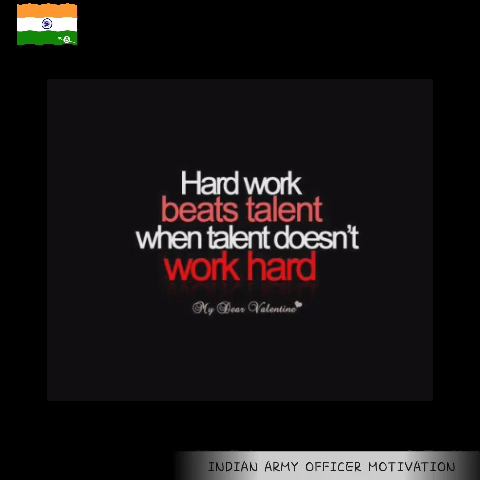 Hard work
beats talent
when talent doesn't
work hard
My Dear Valentine
INDIAN ARMY OFFICER MOTIVATION